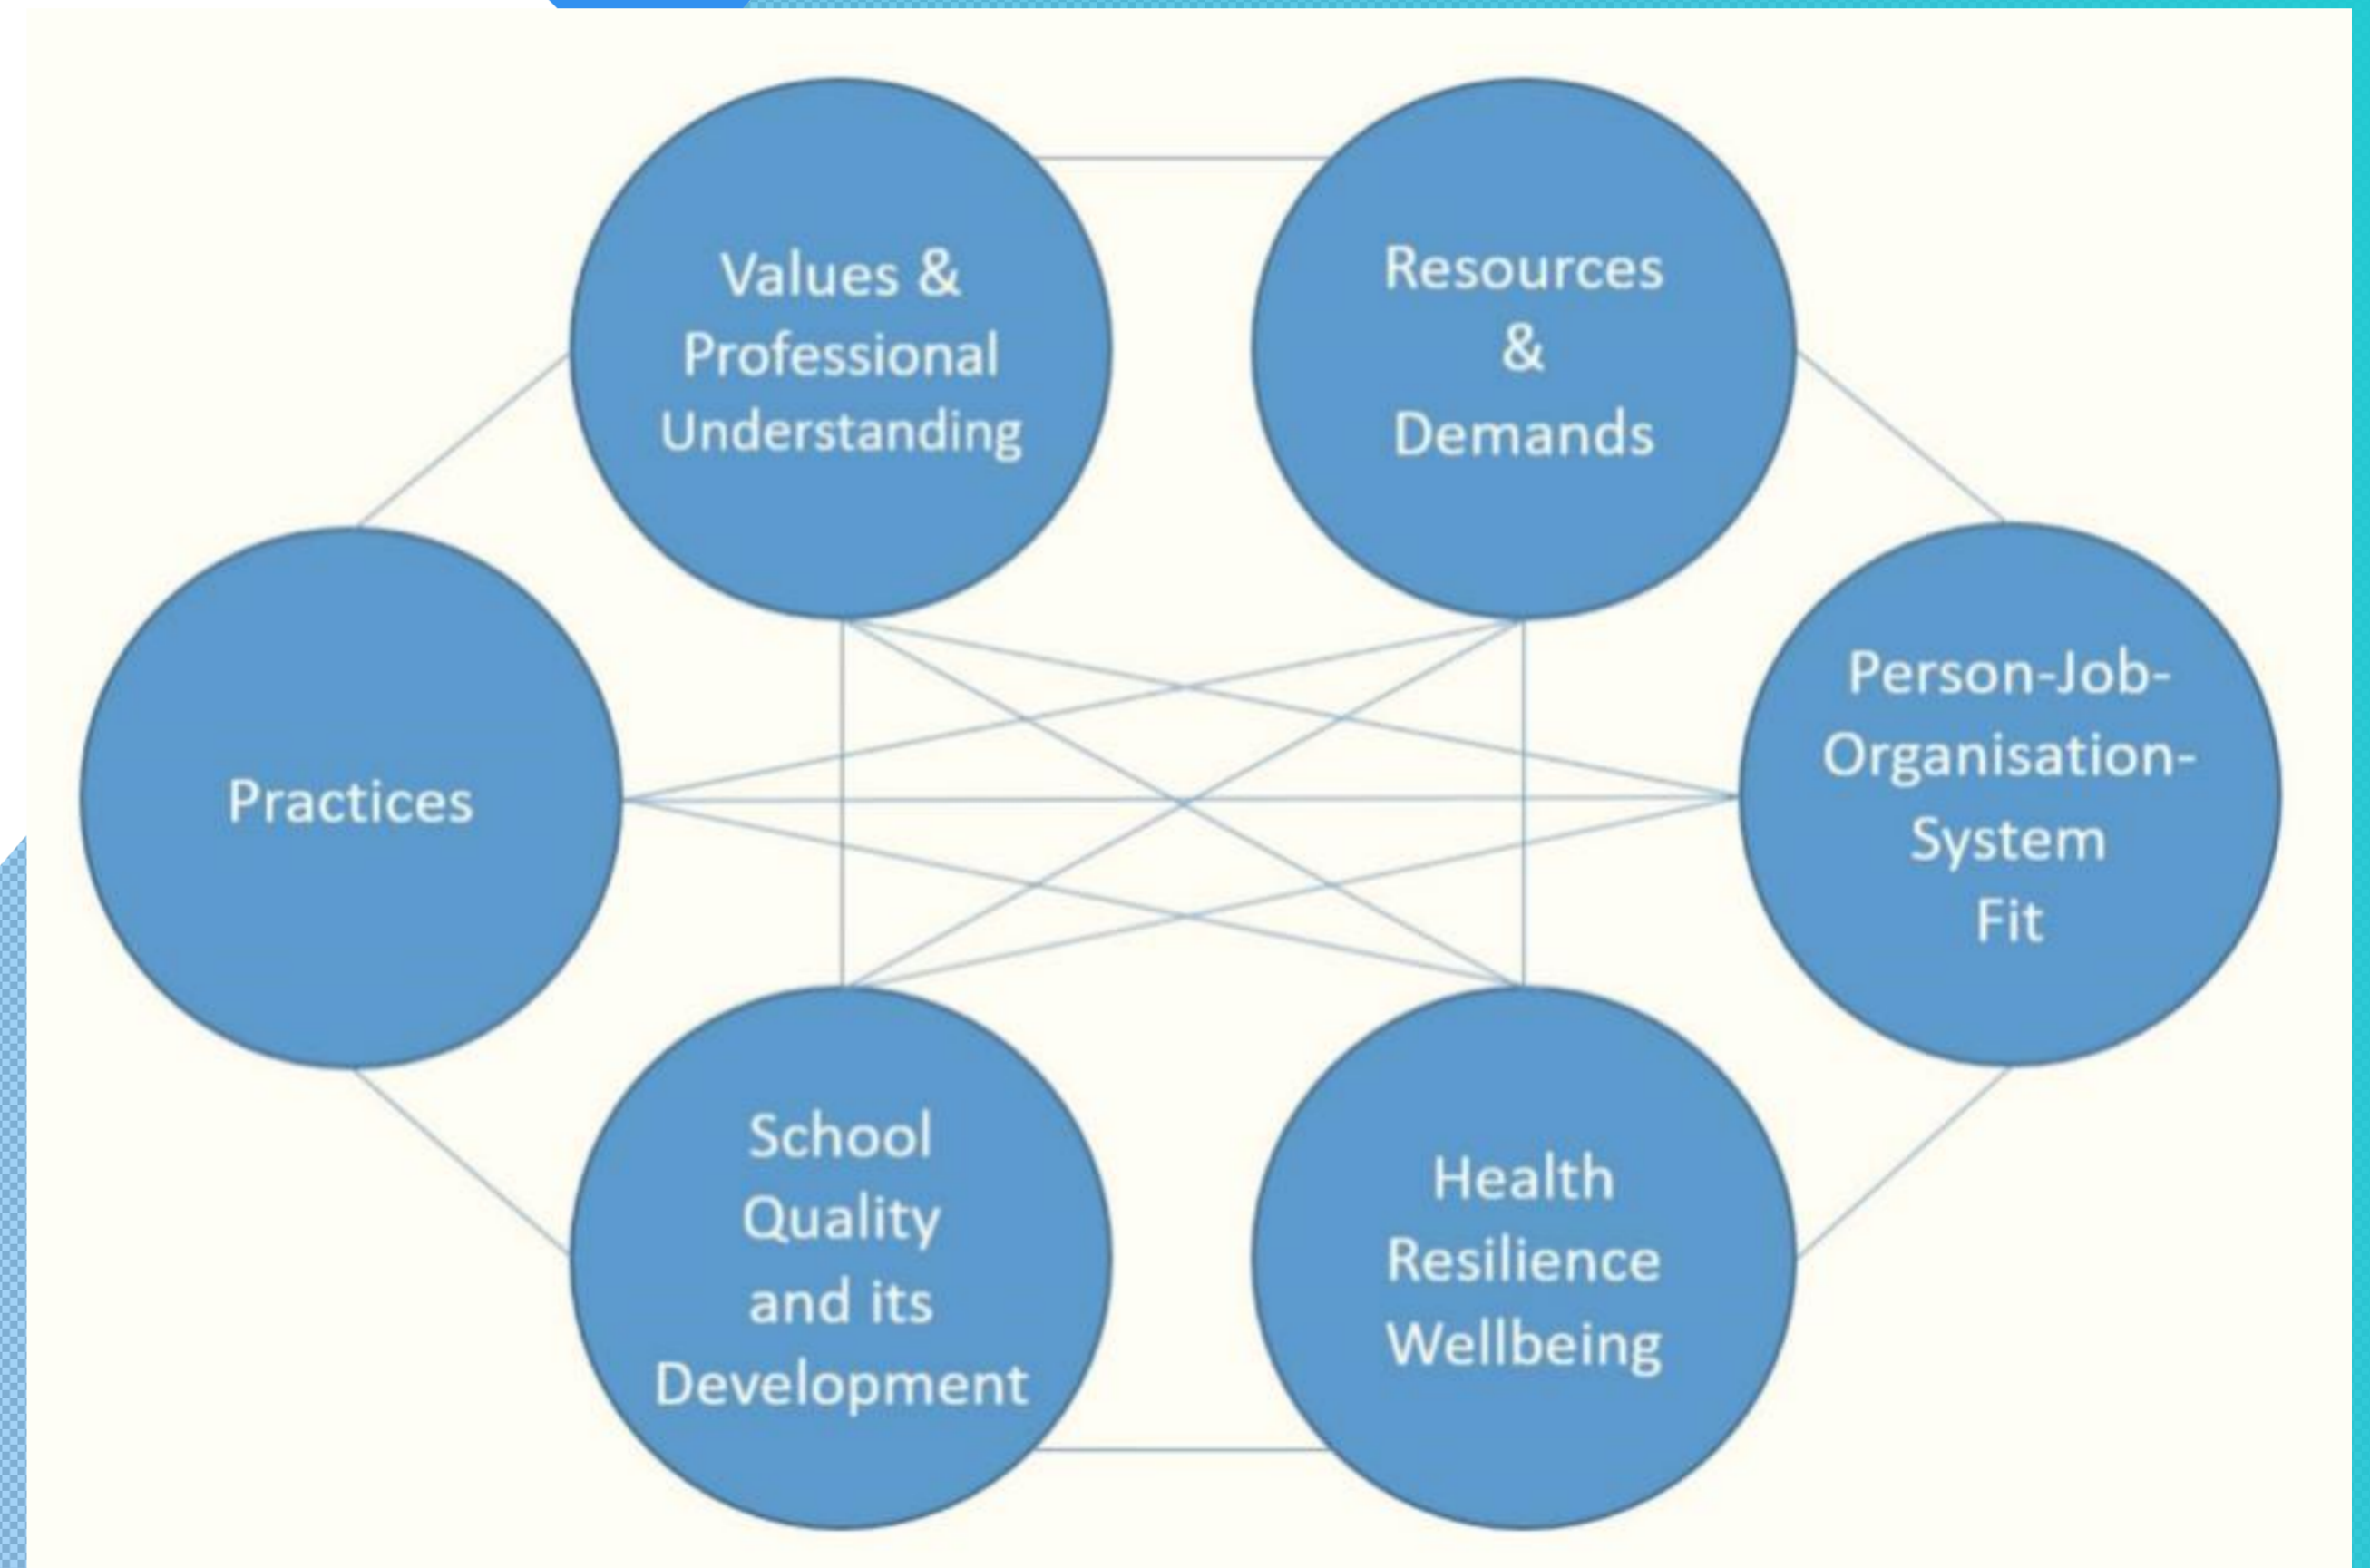 Values &
Professional
Understanding
Resources
&
Demands
Practices
Person-Job-
Organisation-
System
Fit
School
Quality
and its
Development
Health
Resilience
Wellbeing